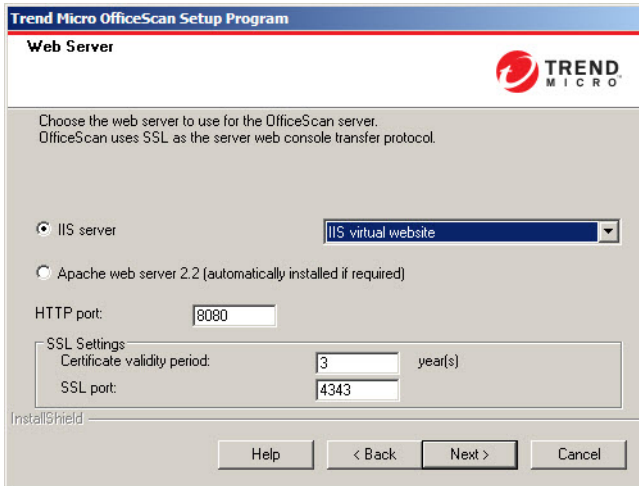 Trend Micro OfficeScan Setup Program
Web Server
TREND
MICRO
Choose the web server to use for the OfficeScan server.
OfficeScan uses SSL as the server web console transfer protocol.
IIS server
IIS virtual website
Apache web server 2.2 (automatically installed if required)
HTTP port: 8080
SSL Settings
Certificate validity period: 3 year(s)
SSL port: 4343
InstallShield
Help < Back Next > Cancel